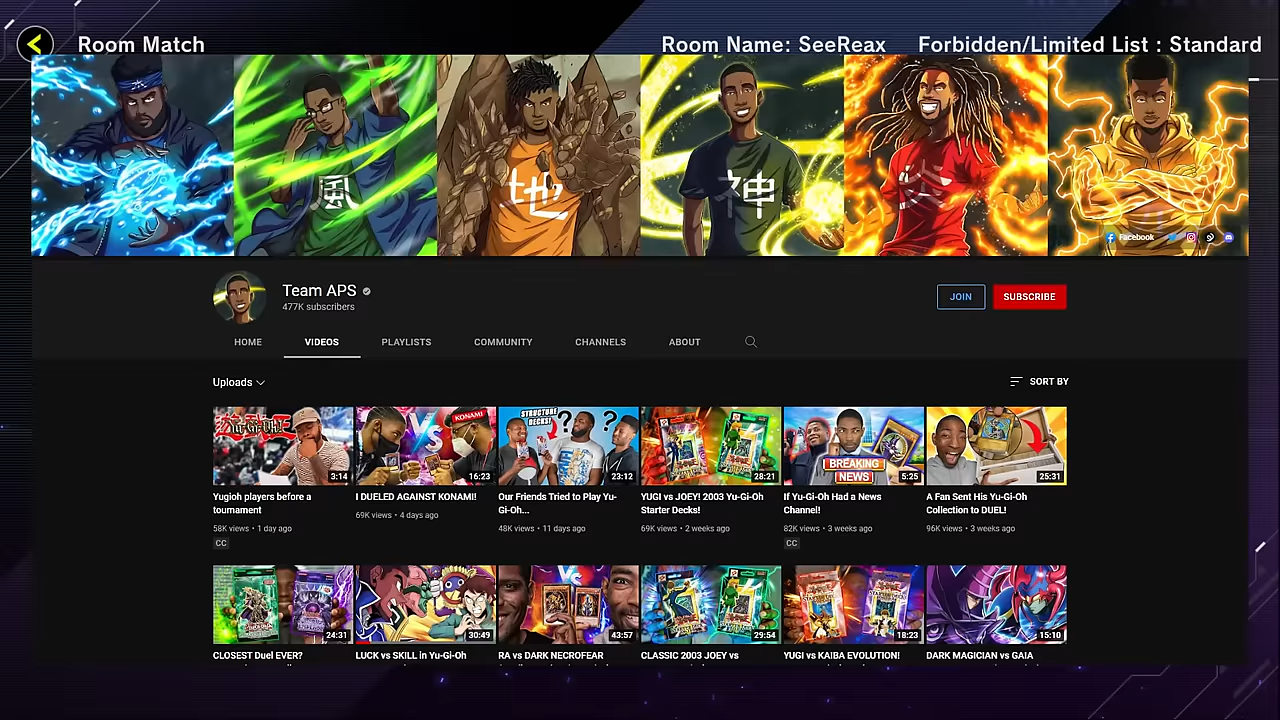 Room Match
Room Name: SeeReax
Forbidden/Limited List : Standard
風
地
神
炎
Facebook
Team APS
477K subscribers
JOIN
SUBSCRIBE
HOME
VIDEOS
PLAYLISTS
COMMUNITY
CHANNELS
ABOUT
Uploads
SORT BY
Yu-Gi-Oh!
3:14
KONAMI
VS
16:23
STRUCTURE
DECKS!
? ?
23:12
28:21
BREAKING
NEWS
5:25
25:31
Yugioh players before a
tournament
58K views • 1 day ago
CC
I DUELED AGAINST KONAMI!
69K views • 4 days ago
Our Friends Tried to Play Yu-
Gi-Oh...
48K views • 11 days ago
YUGI vs JOEY! 2003 Yu-Gi-Oh
Starter Decks!
69K views • 2 weeks ago
If Yu-Gi-Oh Had a News
Channel!
82K views • 3 weeks ago
CC
A Fan Sent His Yu-Gi-Oh
Collection to DUEL!
96K views • 3 weeks ago
24:31
30:49
VS
43:57
29:54
18:23
15:10
CLOSEST Duel EVER?
LUCK vs SKILL in Yu-Gi-Oh
RA vs DARK NECROFEAR
CLASSIC 2003 JOEY vs
YUGI vs KAIBA EVOLUTION!
DARK MAGICIAN vs GAIA